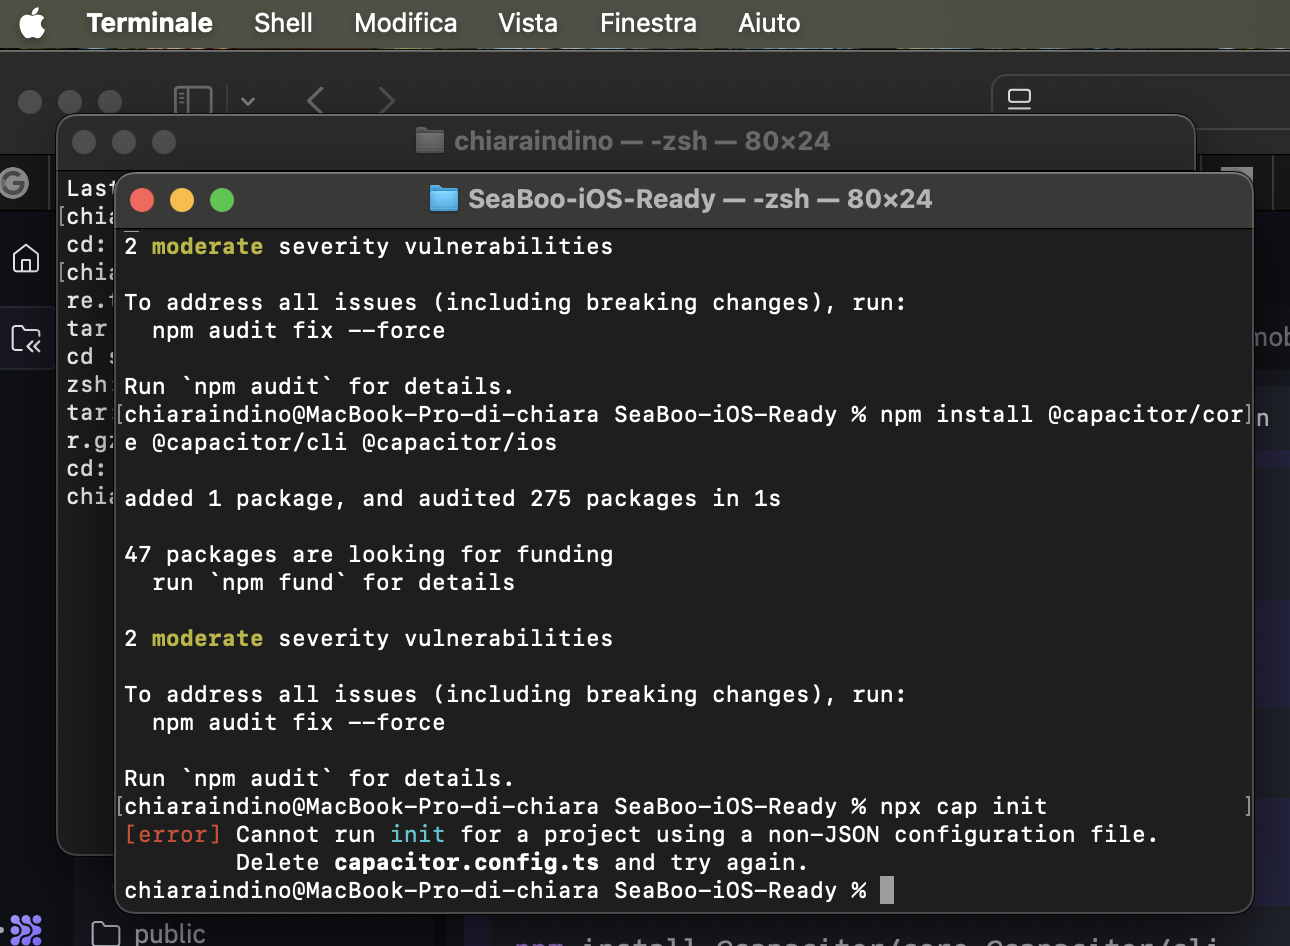 Terminale Shell Modifica Vista Finestra Aiuto
chiaraindino — -zsh — 80×24
Last
[chia
cd:
[chia
re.
tar
cd
zsh:
tar:
r.gz
cd:
chia
SeaBoo-iOS-Ready — -zsh — 80×24
2 moderate severity vulnerabilities
To address all issues (including breaking changes), run:
npm audit fix --force
Run `npm audit` for details.
[chiaraindino@MacBook-Pro-di-chiara SeaBoo-iOS-Ready % npm install @capacitor/cor]
e @capacitor/cli @capacitor/ios
added 1 package, and audited 275 packages in 1s
47 packages are looking for funding
run `npm fund` for details
2 moderate severity vulnerabilities
To address all issues (including breaking changes), run:
npm audit fix --force
Run `npm audit` for details.
[chiaraindino@MacBook-Pro-di-chiara SeaBoo-iOS-Ready % npx cap init ]
[error] Cannot run init for a project using a non-JSON configuration file.
Delete capacitor.config.ts and try again.
chiaraindino@MacBook-Pro-di-chiara SeaBoo-iOS-Ready %
public